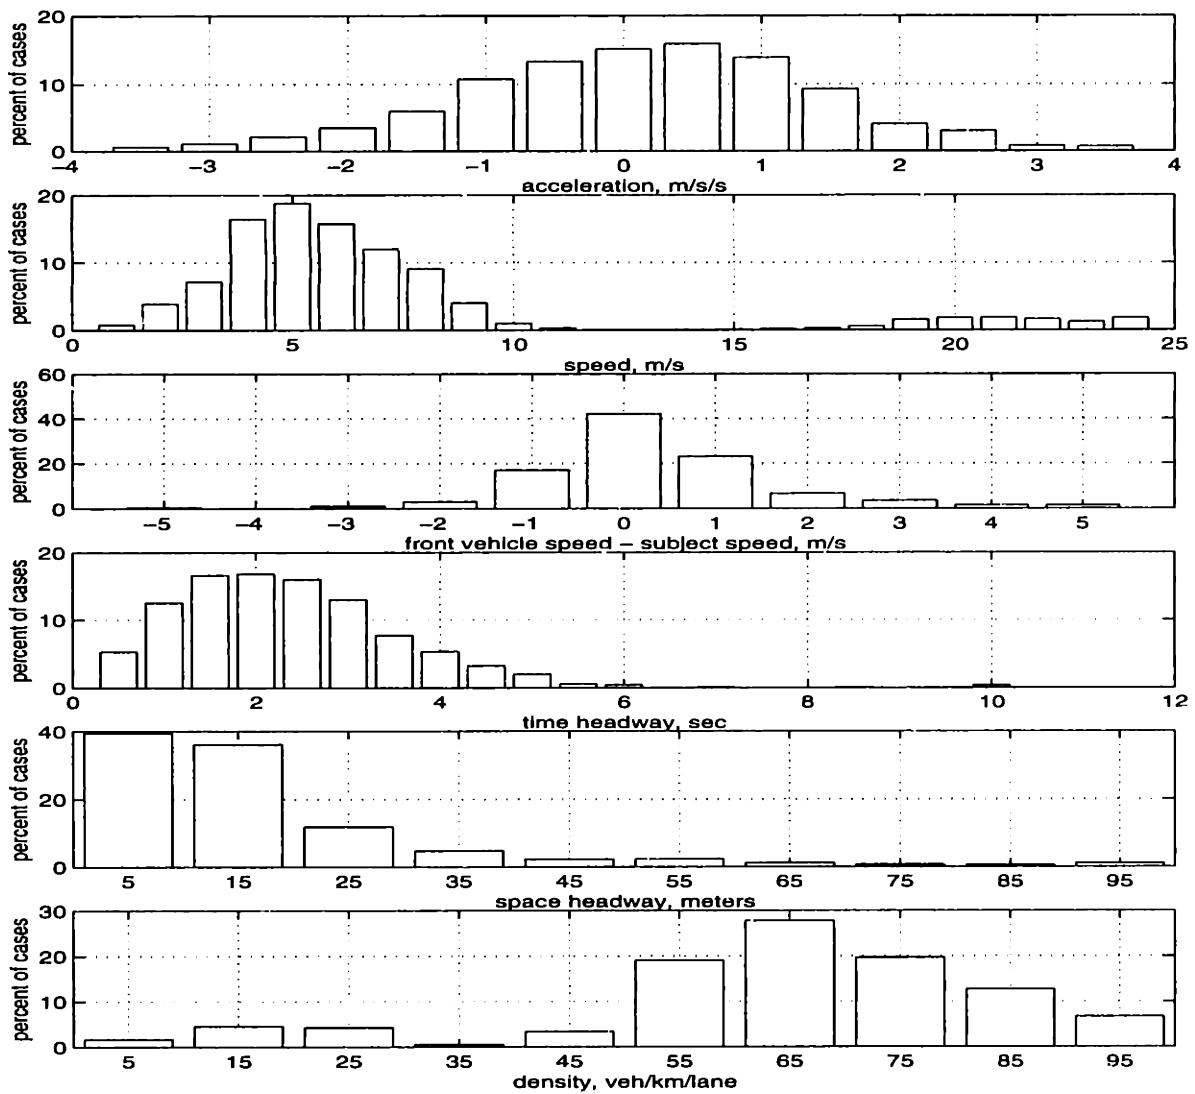 percent of cases
20
10
0
−4 −3 −2 −1 0 1 2 3 4
acceleration, m/s/s
percent of cases
20
10
0
0 5 10 15 20 25
speed, m/s
percent of cases
60
40
20
0
−5 −4 −3 −2 −1 0 1 2 3 4 5
front vehicle speed − subject speed, m/s
percent of cases
20
10
0
0 2 4 6 8 10 12
time headway, sec
percent of cases
40
20
0
5 15 25 35 45 55 65 75 85 95
space headway, meters
percent of cases
30
20
10
0
5 15 25 35 45 55 65 75 85 95
density, veh/km/lane